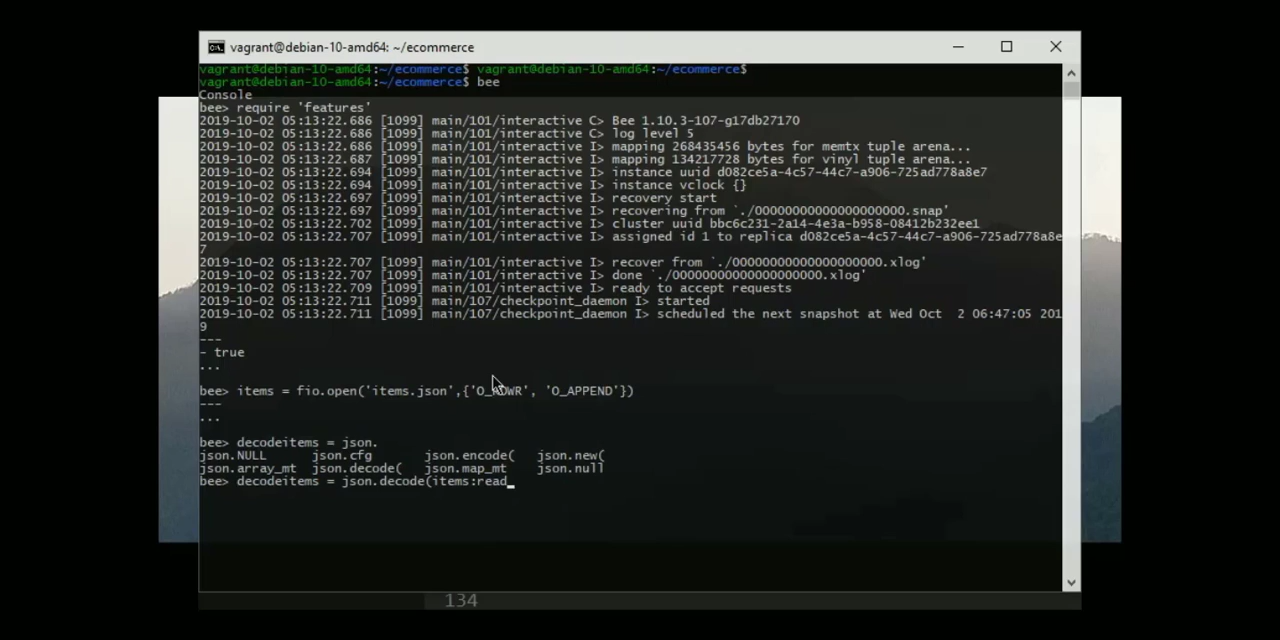 vagrant@debian-10-amd64: ~/ecommerce
vagrant@debian-10-amd64:~/ecommerce$ vagrant@debian-10-amd64:~/ecommerce$
vagrant@debian-10-amd64:~/ecommerce$ bee
Console
bee> require 'features'
2019-10-02 05:13:22.686 [1099] main/101/interactive C> Bee 1.10.3-107-g17db27170
2019-10-02 05:13:22.686 [1099] main/101/interactive C> log level 5
2019-10-02 05:13:22.686 [1099] main/101/interactive I> mapping 268435456 bytes for memtx tuple arena...
2019-10-02 05:13:22.687 [1099] main/101/interactive I> mapping 134217728 bytes for vinyl tuple arena...
2019-10-02 05:13:22.694 [1099] main/101/interactive I> instance uuid d082ce5a-4c57-44c7-a906-725ad778a8e7
2019-10-02 05:13:22.694 [1099] main/101/interactive I> instance vclock {}
2019-10-02 05:13:22.697 [1099] main/101/interactive I> recovery start
2019-10-02 05:13:22.697 [1099] main/101/interactive I> recovering from `./00000000000000000000.snap'
2019-10-02 05:13:22.702 [1099] main/101/interactive I> cluster uuid bbc6c231-2a14-4e3a-b958-08412b232ee1
2019-10-02 05:13:22.707 [1099] main/101/interactive I> assigned id 1 to replica d082ce5a-4c57-44c7-a906-725ad778a8e
7
2019-10-02 05:13:22.707 [1099] main/101/interactive I> recover from `./00000000000000000000.xlog'
2019-10-02 05:13:22.707 [1099] main/101/interactive I> done `./00000000000000000000.xlog'
2019-10-02 05:13:22.709 [1099] main/101/interactive I> ready to accept requests
2019-10-02 05:13:22.711 [1099] main/107/checkpoint_daemon I> started
2019-10-02 05:13:22.711 [1099] main/107/checkpoint_daemon I> scheduled the next snapshot at Wed Oct  2 06:47:05 201
9
---
- true
...
bee> items = fio.open('items.json',{'O_RDWR', 'O_APPEND'})
---
...
bee> decodeitems = json.
json.NULL      json.cfg       json.encode(   json.new(
json.array_mt  json.decode(   json.map_mt    json.null
bee> decodeitems = json.decode(items:read_
134